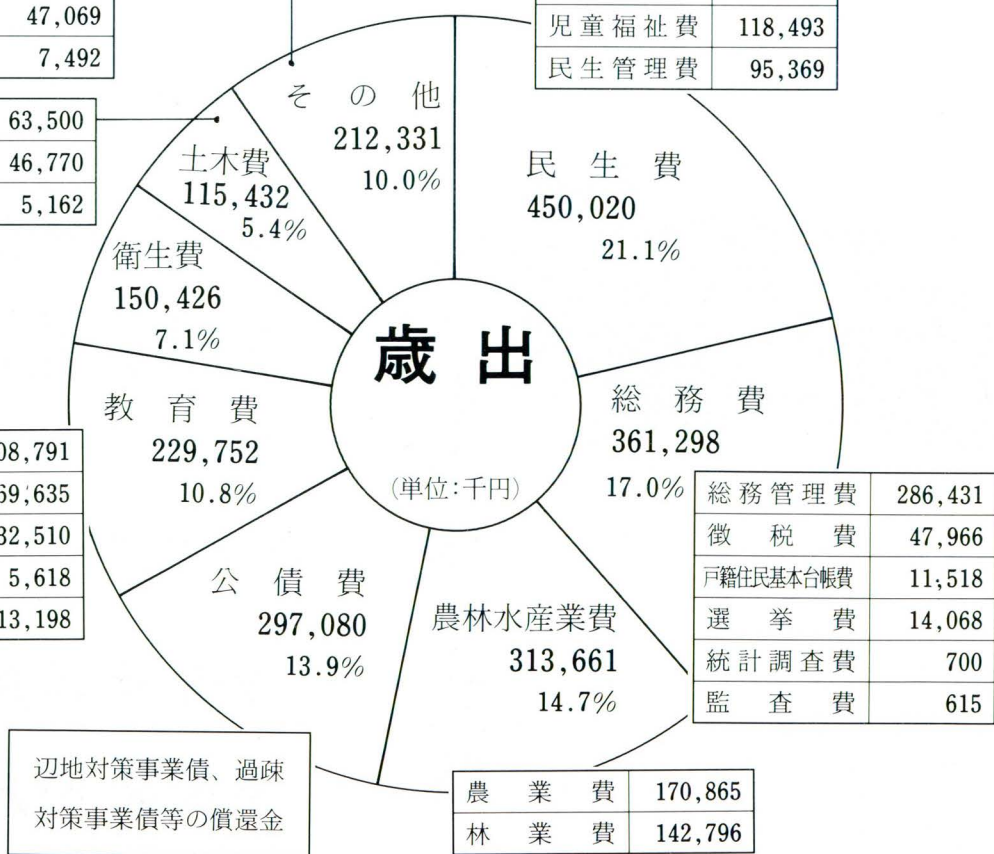 47,069
7,492
63,500
46,770
5,162
児童福祉費 118,493
民生管理費 95,369
その他
212,331
10.0%
土木費
115,432
5.4%
衛生費
150,426
7.1%
教育費
229,752
10.8%
民生費
450,020
21.1%
歳出
(単位:千円)
総務費
361,298
17.0%
総務管理費 286,431
徴税費 47,966
戸籍住民基本台帳費 11,518
選挙費 14,068
統計調査費 700
監査費 615
公債費
297,080
13.9%
農林水産業費
313,661
14.7%
08,791
69,635
32,510
5,618
13,198
辺地対策事業債、過疎
対策事業債等の償還金
農業費 170,865
林業費 142,796